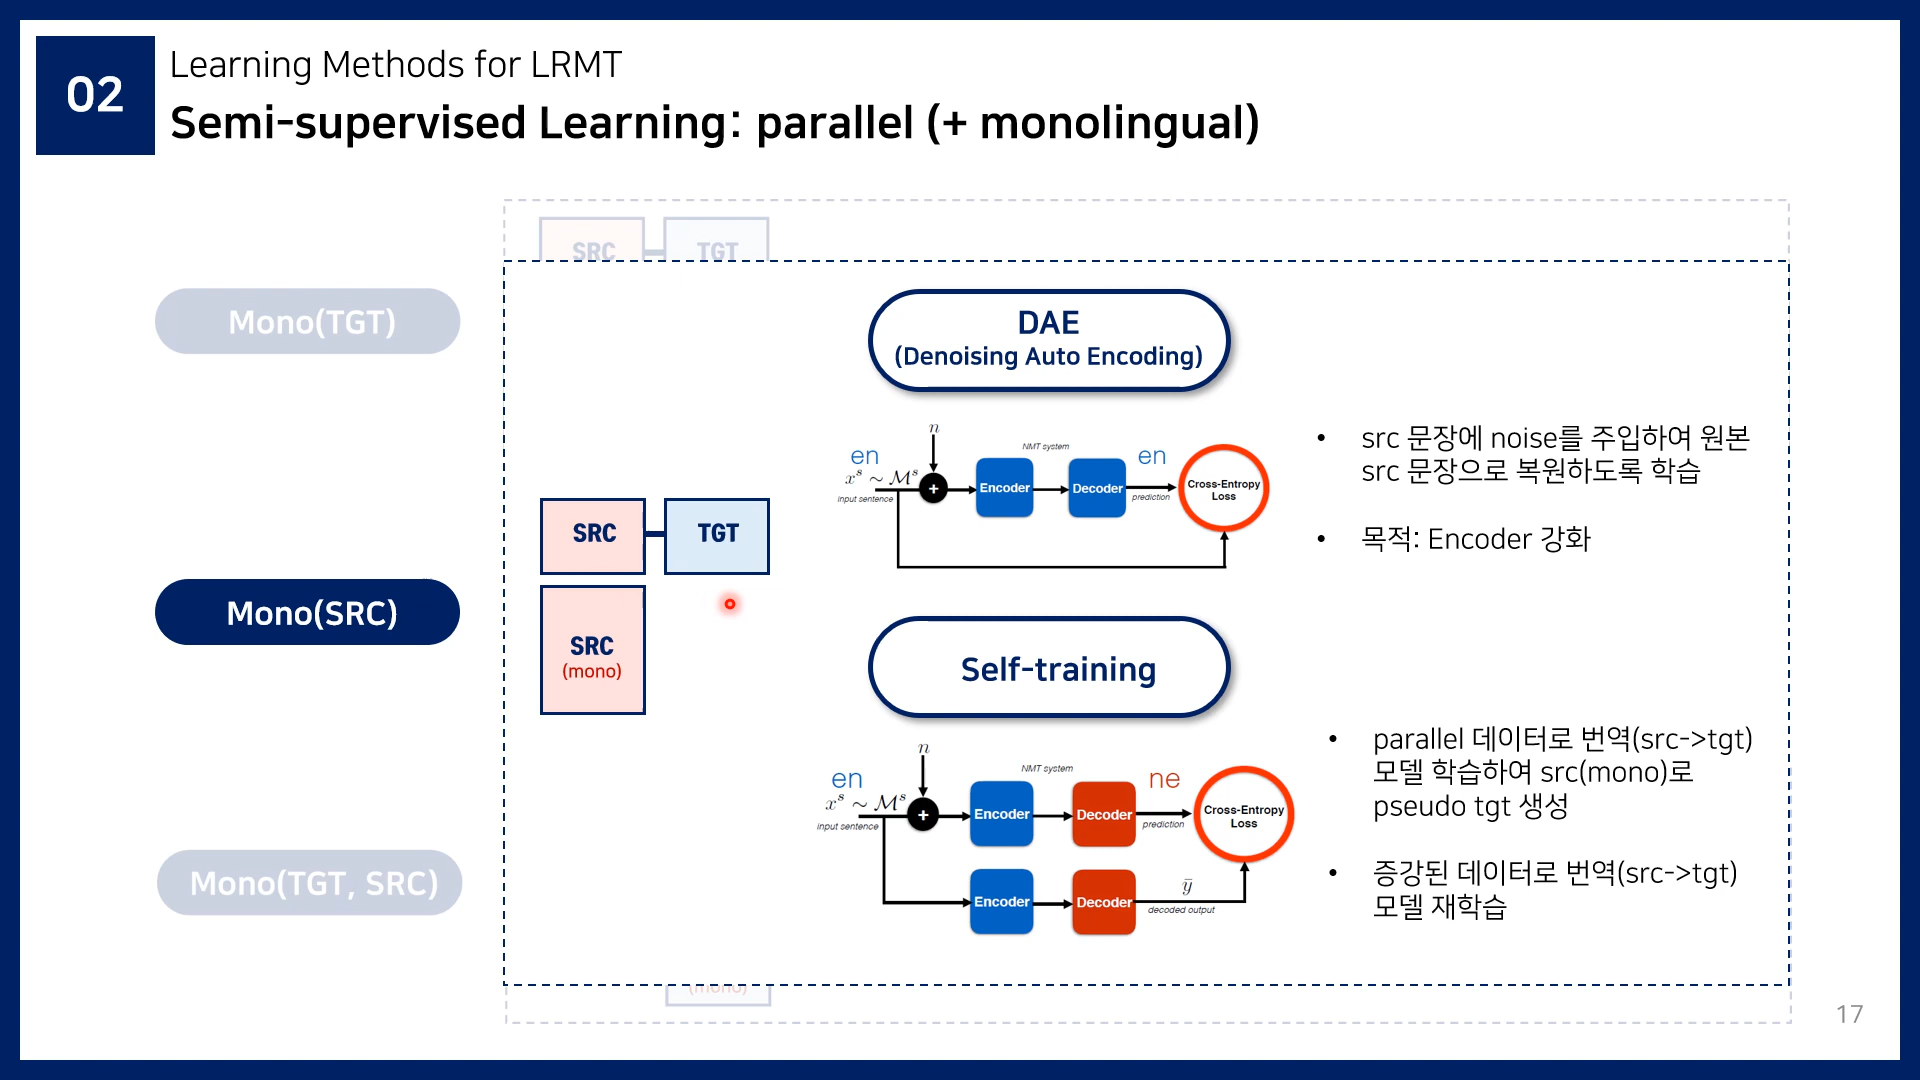 02
Learning Methods for LRMT
Semi-supervised Learning: parallel (+ monolingual)
SRC
TGT
Mono(TGT)
Mono(SRC)
Mono(TGT, SRC)
SRC
TGT
SRC
(mono)
(mono)
DAE
(Denoising Auto Encoding)
n
en
xˢ ~ ℳˢ
input sentence
+
NMT system
Encoder
Decoder
en
prediction
Cross-Entropy
Loss
• src 문장에 noise를 주입하여 원본
src 문장으로 복원하도록 학습
• 목적: Encoder 강화
Self-training
n
en
xˢ ~ ℳˢ
input sentence
+
NMT system
Encoder
Decoder
ne
prediction
Cross-Entropy
Loss
Encoder
Decoder
ȳ
decoded output
• parallel 데이터로 번역(src->tgt)
모델 학습하여 src(mono)로
pseudo tgt 생성
• 증강된 데이터로 번역(src->tgt)
모델 재학습
17